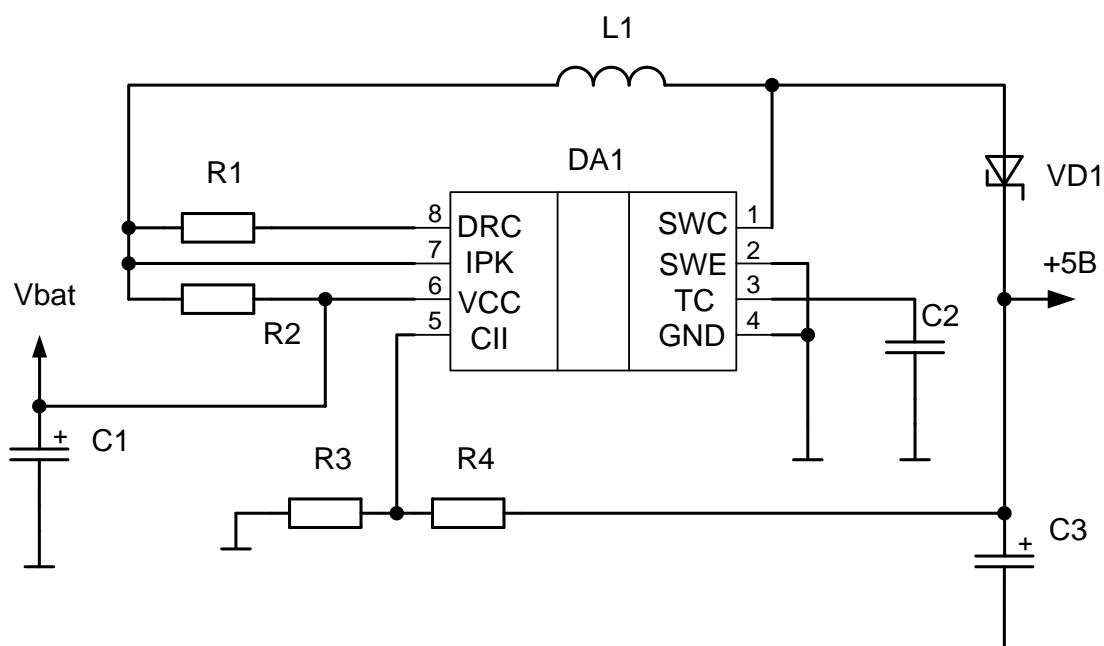 L1
DA1
R1
VD1
8
DRC
SWC
1
7
IPK
SWE
2
+5В
Vbat
6
VCC
TC
3
R2
C2
5
CII
GND
4
+
C1
R3
R4
C3
+